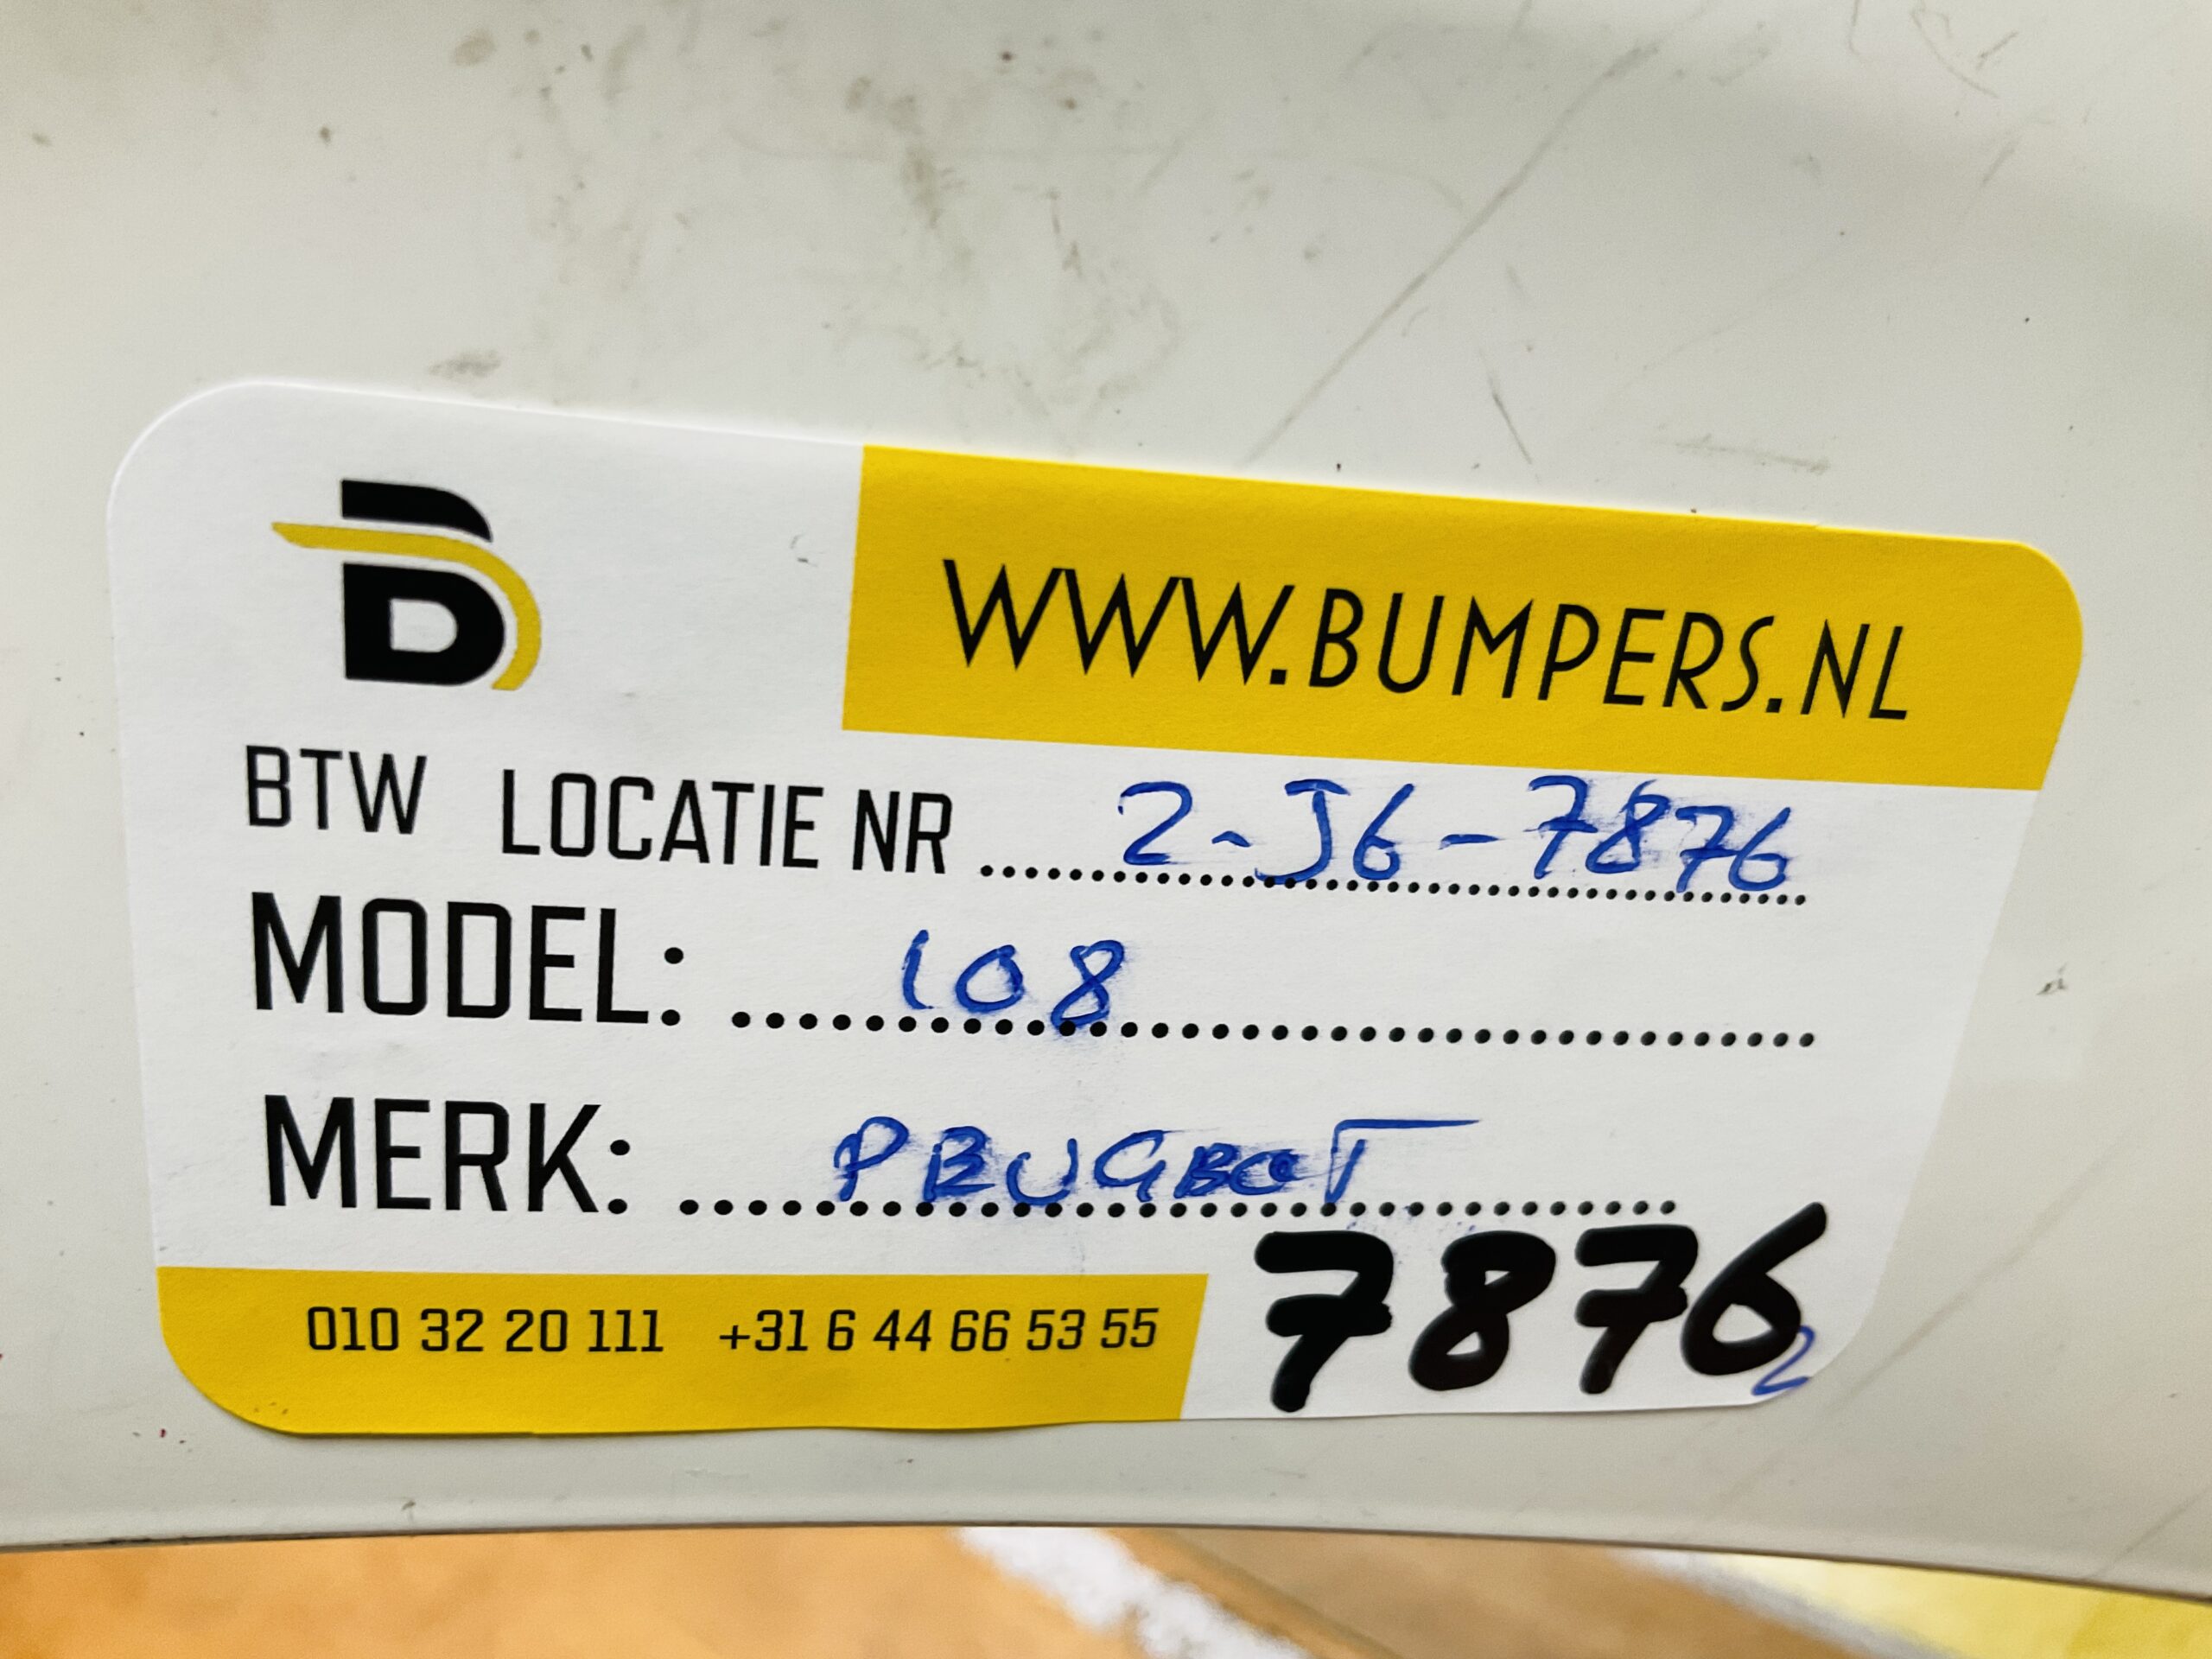 B
WWW.BUMPERS.NL
BTW LOCATIE NR .......... 2-J6-7876
MODEL: .......... 108
MERK: .......... PEUGEOT
7876
2
010 32 20 111 +31 6 44 66 53 55